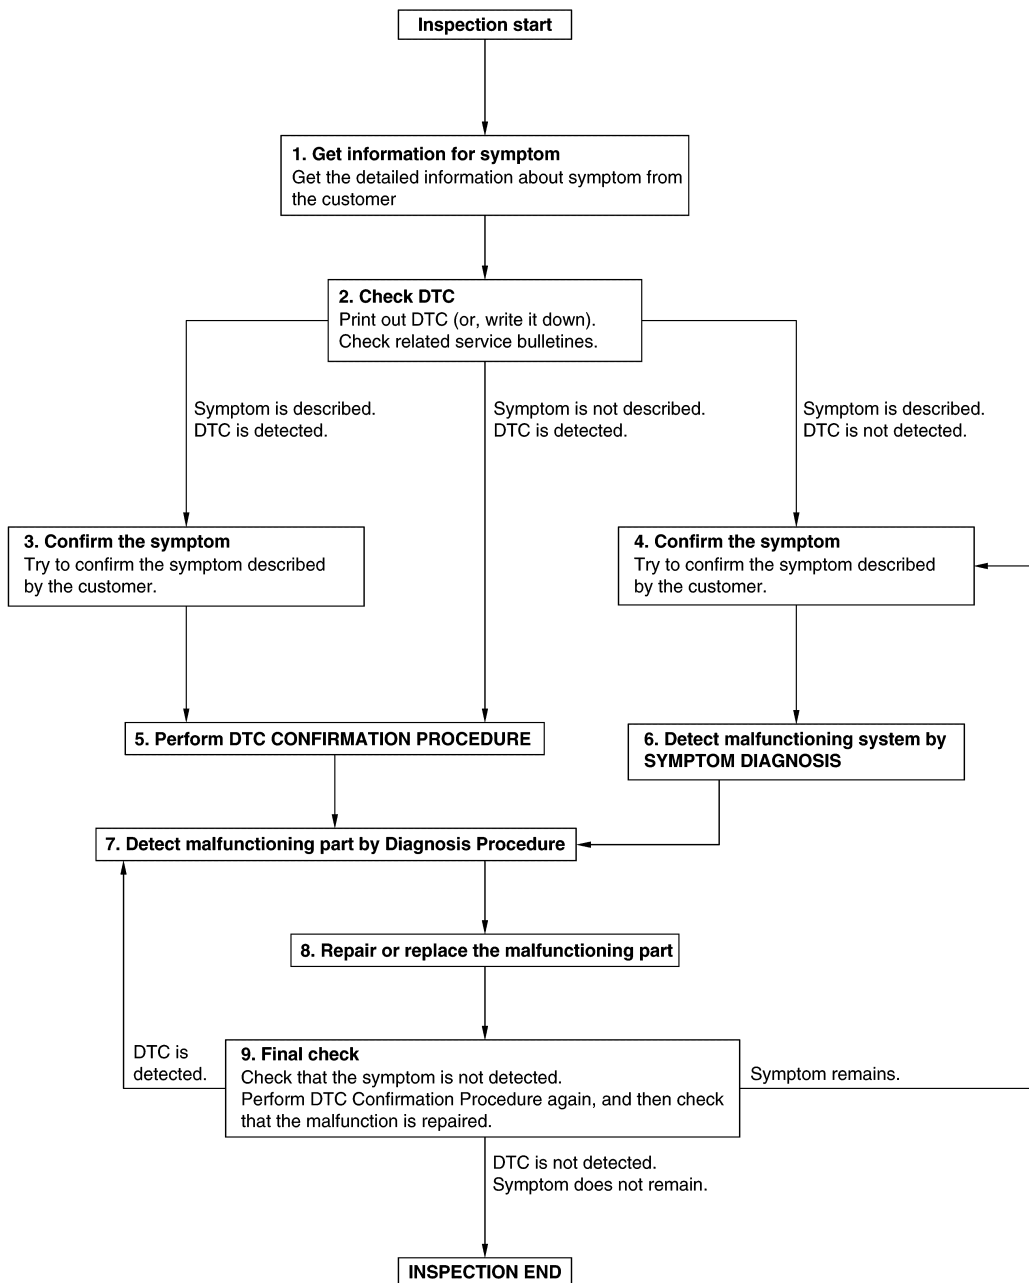 Inspection start
1. Get information for symptom
Get the detailed information about symptom from
the customer
2. Check DTC
Print out DTC (or, write it down).
Check related service bulletines.
Symptom is described.
DTC is detected.
Symptom is not described.
DTC is detected.
Symptom is described.
DTC is not detected.
3. Confirm the symptom
Try to confirm the symptom described
by the customer.
4. Confirm the symptom
Try to confirm the symptom described
by the customer.
5. Perform DTC CONFIRMATION PROCEDURE
6. Detect malfunctioning system by
SYMPTOM DIAGNOSIS
7. Detect malfunctioning part by Diagnosis Procedure
8. Repair or replace the malfunctioning part
DTC is
detected.
9. Final check
Check that the symptom is not detected.
Perform DTC Confirmation Procedure again, and then check
that the malfunction is repaired.
Symptom remains.
DTC is not detected.
Symptom does not remain.
INSPECTION END